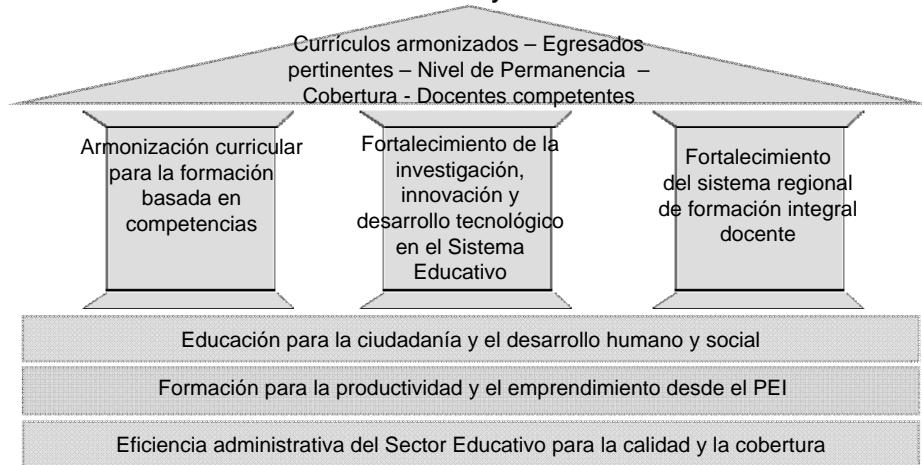 Currículos armonizados – Egresados
pertinentes – Nivel de Permanencia –
Cobertura - Docentes competentes
Armonización curricular
para la formación
basada en
competencias
Fortalecimiento de la
investigación,
innovación y
desarrollo tecnológico
en el Sistema
Educativo
Fortalecimiento
del sistema regional
de formación integral
docente
Educación para la ciudadanía y el desarrollo humano y social
Formación para la productividad y el emprendimiento desde el PEI
Eficiencia administrativa del Sector Educativo para la calidad y la cobertura